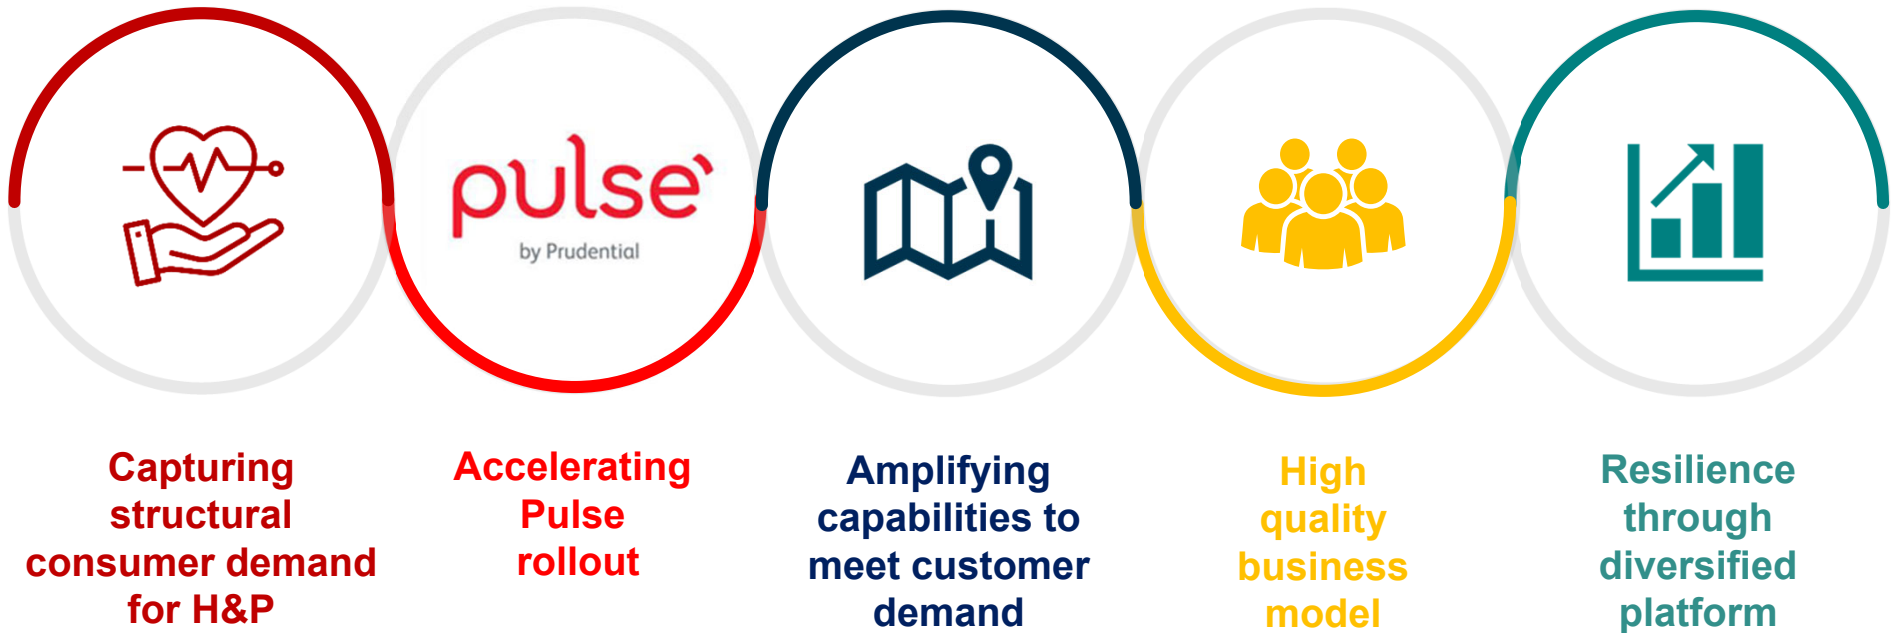 pulse
by Prudential
Capturing
structural
consumer demand
for H&P
Accelerating
Pulse
rollout
Amplifying
capabilities to
meet customer
demand
High
quality
business
model
Resilience
through
diversified
platform